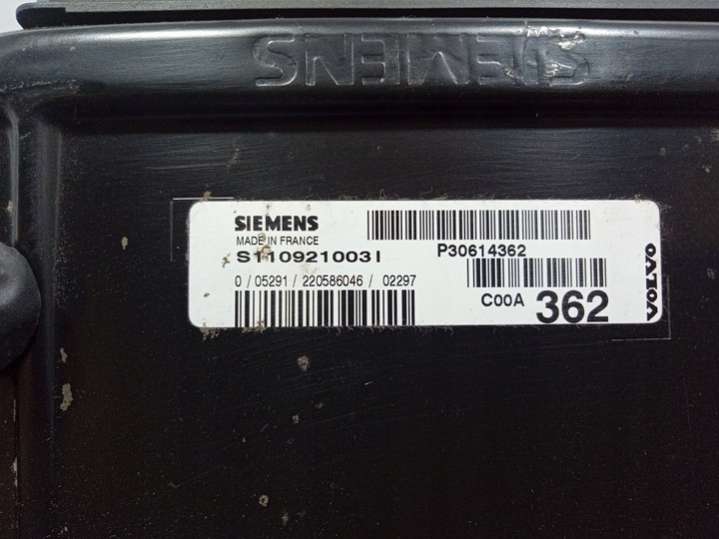 SIEMENS
SIEMENS
MADE IN FRANCE
S110921003I
0 / 05291 / 220586046 / 02297
P30614362
C00A 362
VOLVO